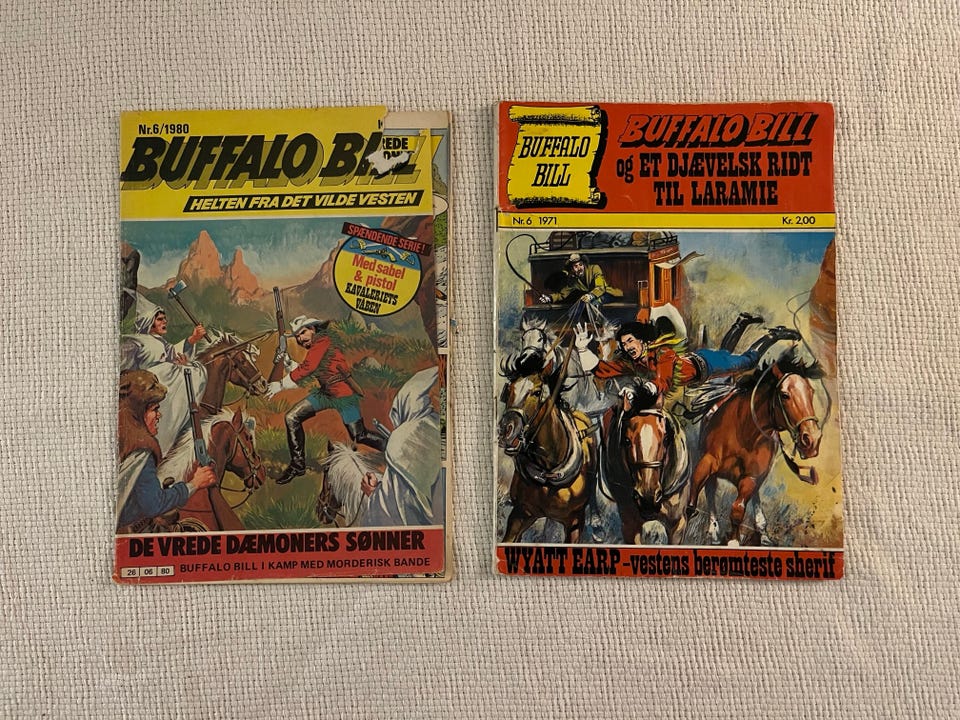 Nr.6/1980
BUFFALO BILL
REDE
HELTEN FRA DET VILDE VESTEN
SPÆNDENDE SERIE!
Med sabel
& pistol
KAVALERIETS
VÅBEN
DE VREDE DÆMONERS SØNNER
26 06 80
BUFFALO BILL I KAMP MED MORDERISK BANDE
BUFFALO
BILL
BUFFALO BILL
og ET DJÆVELSK RIDT
TIL LARAMIE
Nr. 6 1971
Kr. 2,00
WYATT EARP -vestens berømteste sherif